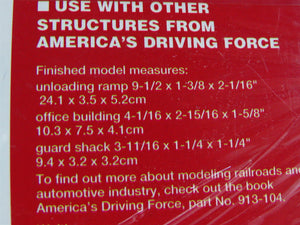 ■ USE WITH OTHER
STRUCTURES FROM
AMERICA'S DRIVING FORCE
Finished model measures:
unloading ramp 9-1/2 x 1-3/8 x 2-1/16"
24.1 x 3.5 x 5.2cm
office building 4-1/16 x 2-15/16 x 1-5/8"
10.3 x 7.5 x 4.1cm
guard shack 3-11/16 x 1-1/4 x 1-1/4"
9.4 x 3.2 x 3.2cm
To find out more about modeling railroads and
automotive industry, check out the book
America's Driving Force, part No. 913-104.